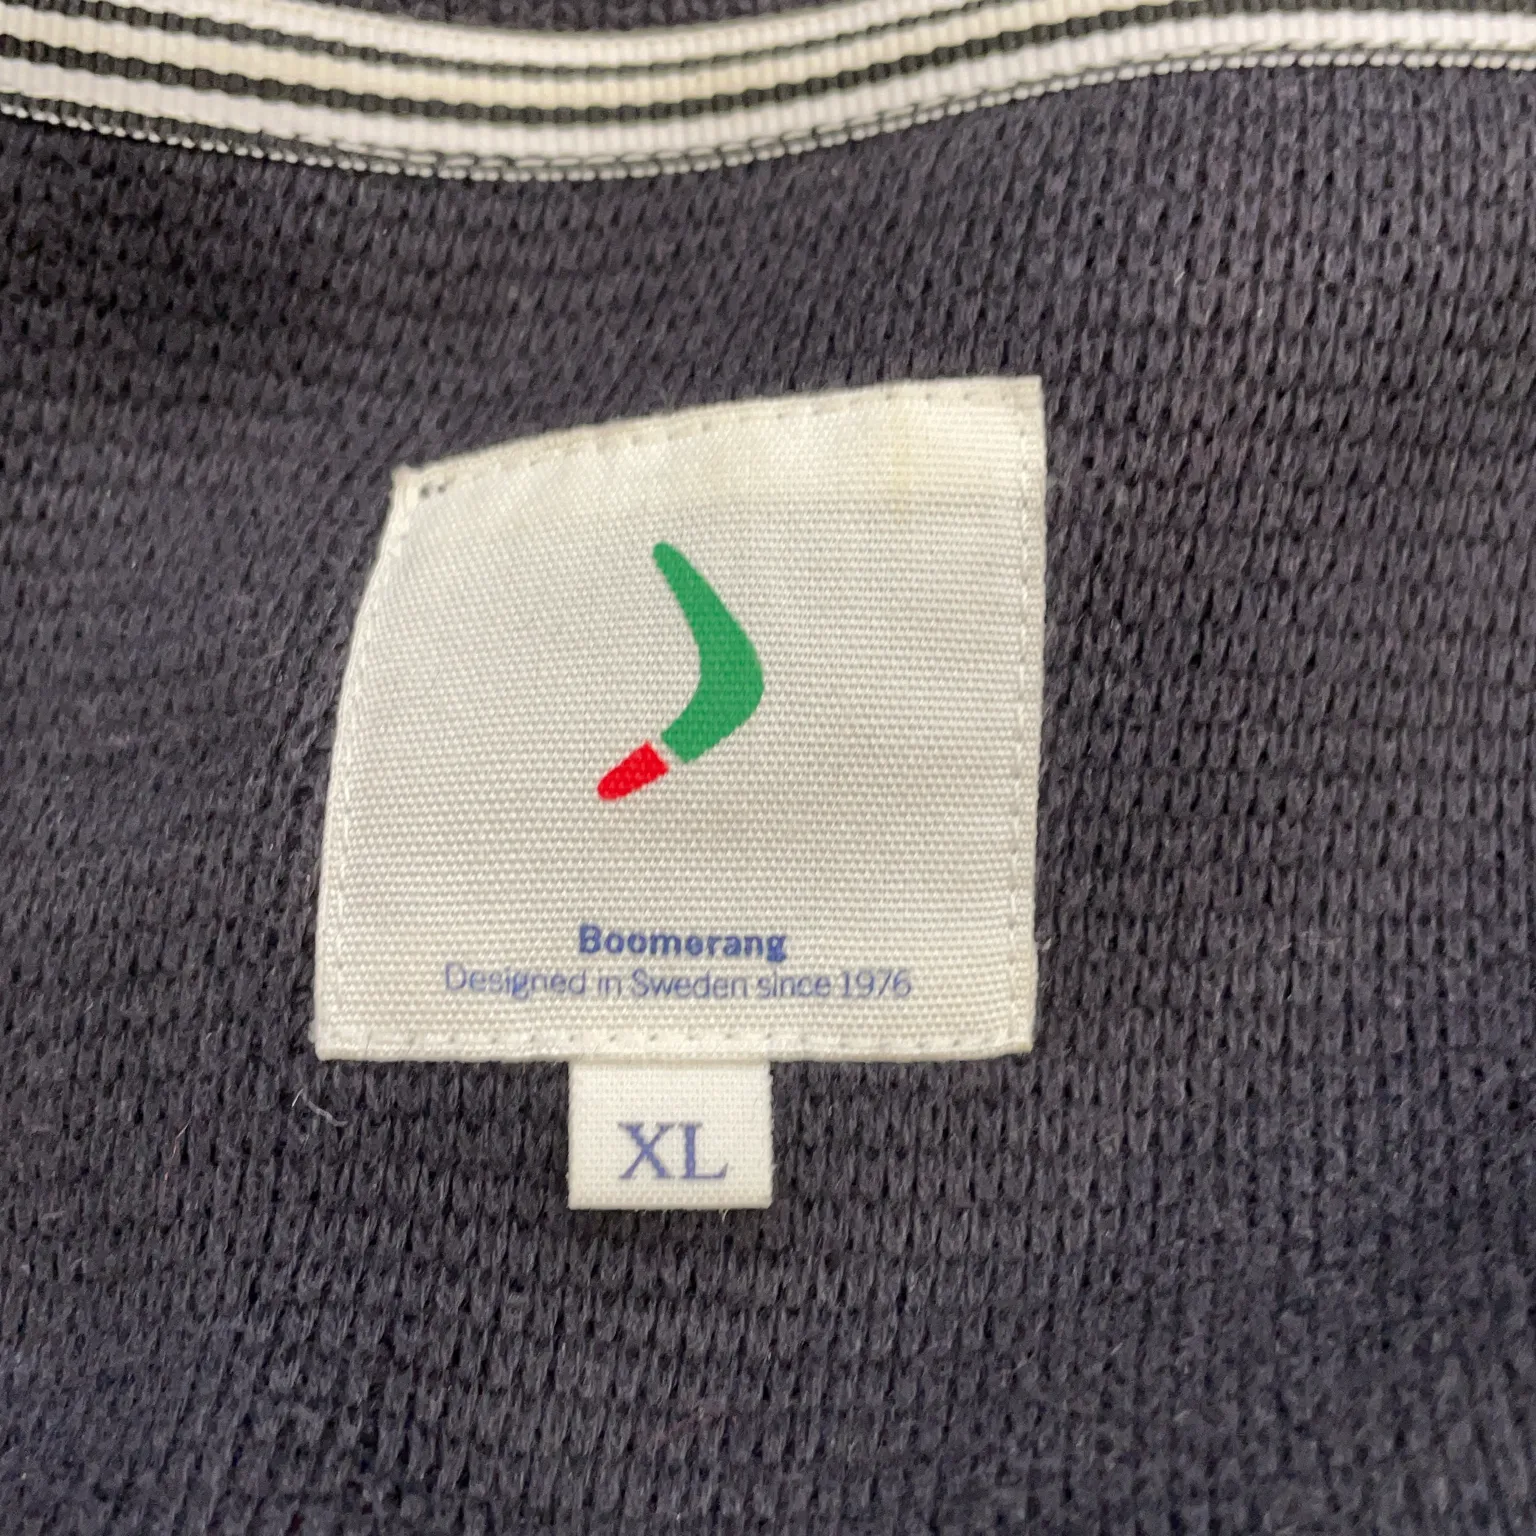 Boomerang
Designed in Sweden since 1976
XL